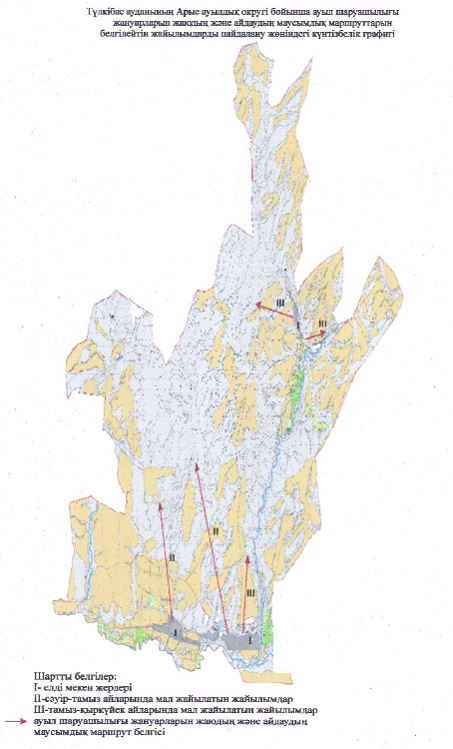 Түлкібас ауданының Арыс ауылдық округі бойынша ауыл шаруашылығы
жануарларын жаюдың және айдаудың маусымдық маршруттарын
белгілейтін жайылымдарды пайдалану жөніндегі күнтізбелік графигі
III
I
III
II
II
III
I
I
Шартты белгілер:
I- елді мекен жерлері
II-сәуір-тамыз айларында мал жайылатын жайылымдар
III-тамыз-қыркүйек айларында мал жайылатын жайылымдар
ауыл шаруашылығы жануарларын жаюдың және айдаудың
маусымдық маршрут белгісі